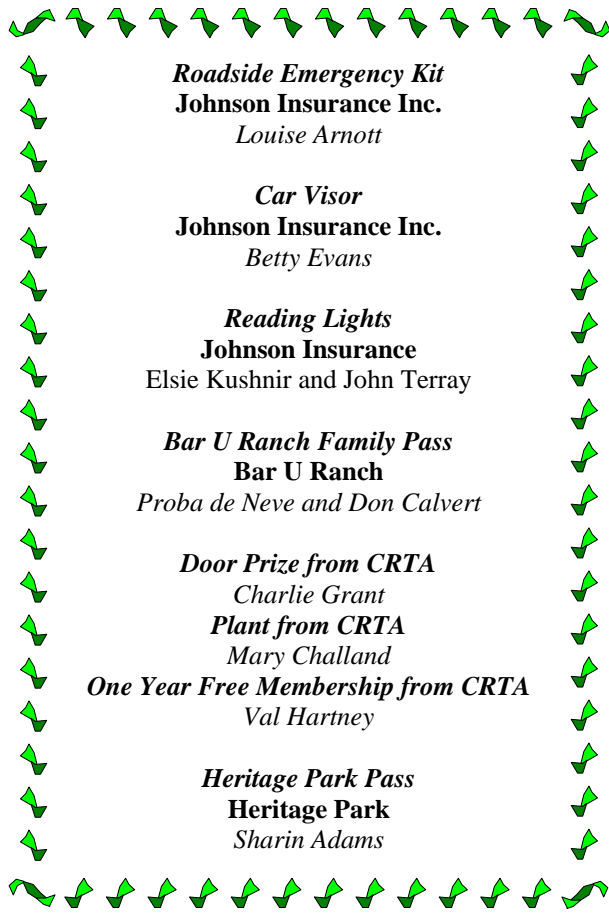 Roadside Emergency Kit
Johnson Insurance Inc.
Louise Arnott
Car Visor
Johnson Insurance Inc.
Betty Evans
Reading Lights
Johnson Insurance
Elsie Kushnir and John Terray
Bar U Ranch Family Pass
Bar U Ranch
Proba de Neve and Don Calvert
Door Prize from CRTA
Charlie Grant
Plant from CRTA
Mary Challand
One Year Free Membership from CRTA
Val Hartney
Heritage Park Pass
Heritage Park
Sharin Adams